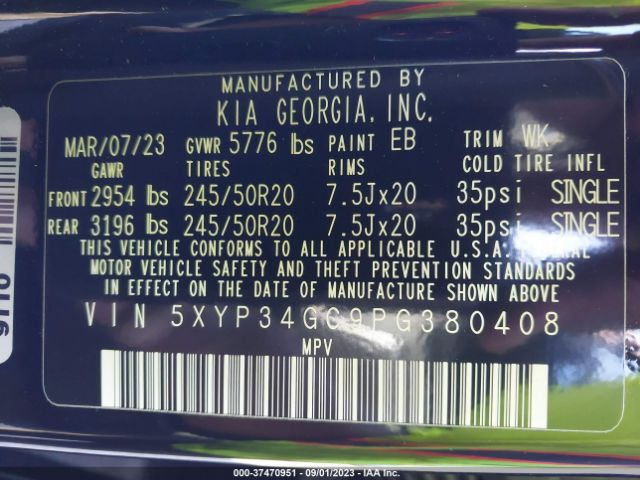 MANUFACTURED BY
KIA GEORGIA, INC.
MAR/07/23 GVWR 5776 lbs PAINT EB TRIM WK
GAWR TIRES RIMS COLD TIRE INFL
FRONT 2954 lbs 245/50R20 7.5Jx20 35psi SINGLE
REAR 3196 lbs 245/50R20 7.5Jx20 35psi SINGLE
THIS VEHICLE CONFORMS TO ALL APPLICABLE U.S.A. FEDERAL
MOTOR VEHICLE SAFETY AND THEFT PREVENTION STANDARDS
IN EFFECT ON THE DATE OF MANUFACTURE SHOWN ABOVE
VIN 5XYP34GC9PG380408
MPV
000-37470951 - 09/01/2023 - IAA Inc.